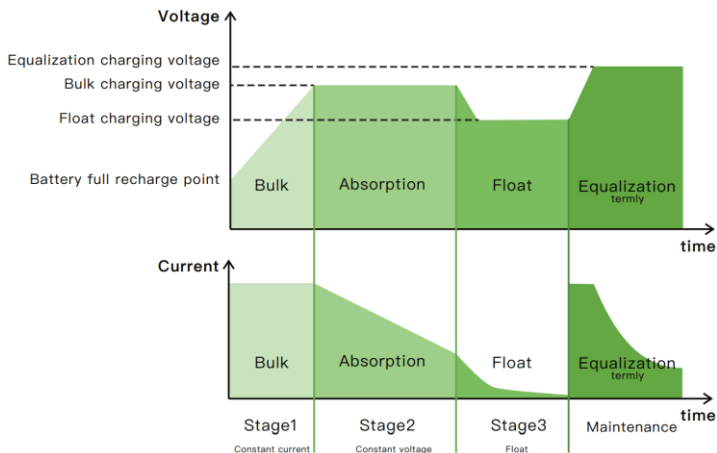 Voltage
Equalization charging voltage
Bulk charging voltage
Float charging voltage
Battery full recharge point
Bulk
Absorption
Float
Equalization
termly
time
Current
Bulk
Absorption
Float
Equalization
termly
time
Stage1
Stage2
Stage3
Maintenance
Constant current
Constant voltage
Float